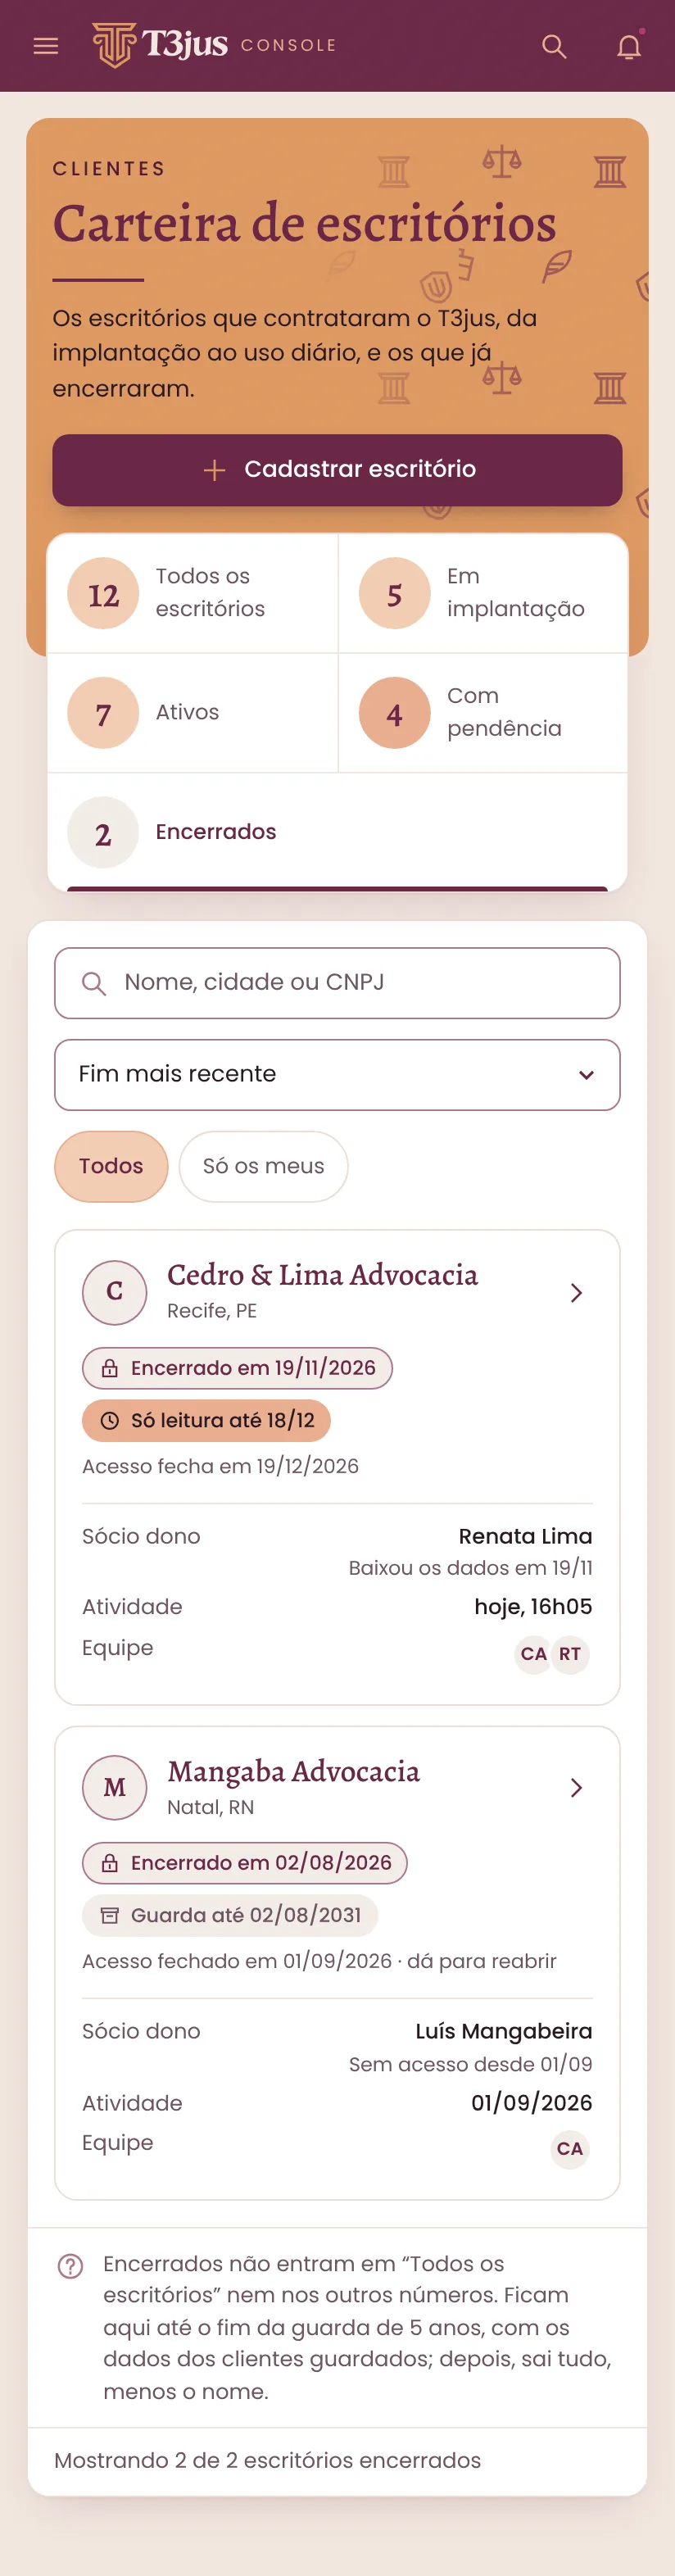 T3jus CONSOLE
CLIENTES
Carteira de escritórios
Os escritórios que contrataram o T3jus, da
implantação ao uso diário, e os que já
encerraram.
Cadastrar escritório
12 Todos os
escritórios
5 Em
implantação
7 Ativos
4 Com
pendência
2 Encerrados
Nome, cidade ou CNPJ
Fim mais recente
Todos Só os meus
C Cedro & Lima Advocacia
Recife, PE
Encerrado em 19/11/2026
Só leitura até 18/12
Acesso fecha em 19/12/2026
Sócio dono Renata Lima
Baixou os dados em 19/11
Atividade hoje, 16h05
Equipe CA RT
M Mangaba Advocacia
Natal, RN
Encerrado em 02/08/2026
Guarda até 02/08/2031
Acesso fechado em 01/09/2026 · dá para reabrir
Sócio dono Luís Mangabeira
Sem acesso desde 01/09
Atividade 01/09/2026
Equipe CA
Encerrados não entram em “Todos os
escritórios” nem nos outros números. Ficam
aqui até o fim da guarda de 5 anos, com os
dados dos clientes guardados; depois, sai tudo,
menos o nome.
Mostrando 2 de 2 escritórios encerrados